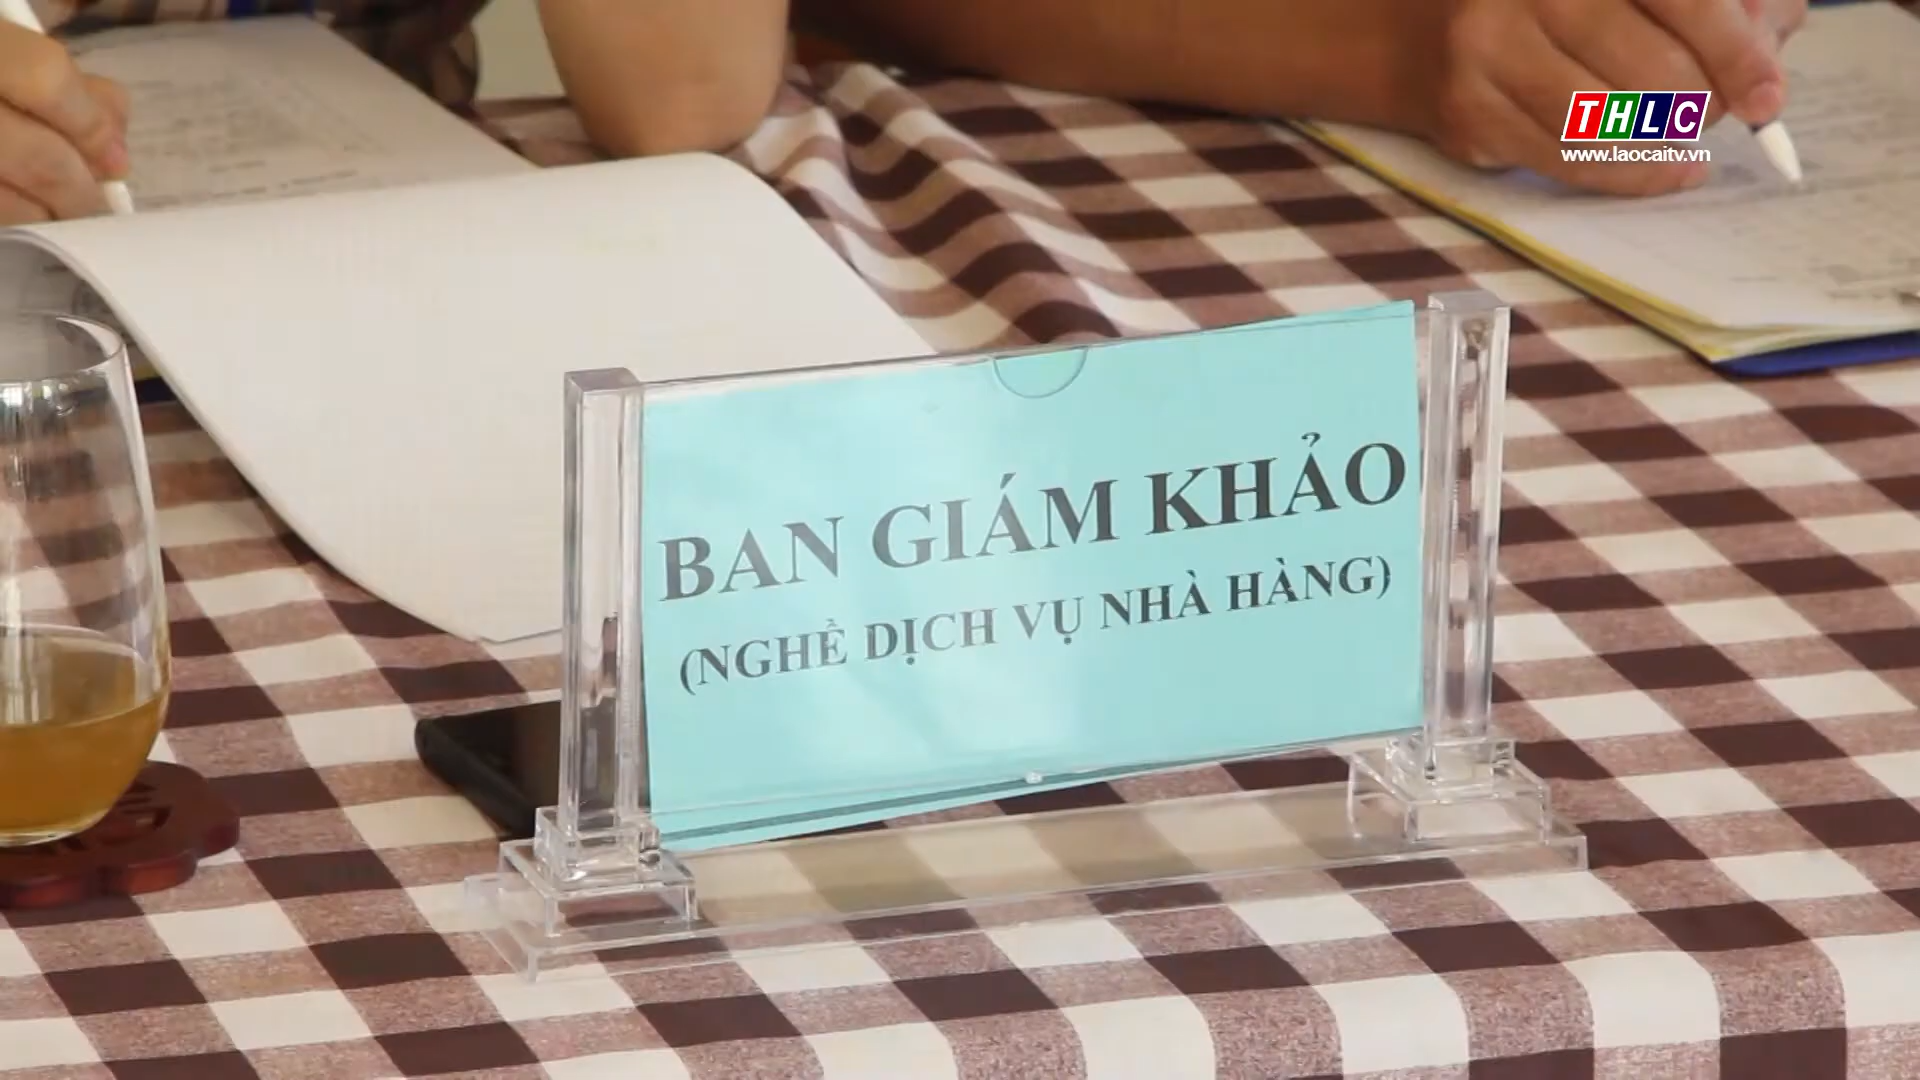 THLC
www.laocaitv.vn
BAN GIÁM KHẢO
(NGHỀ DỊCH VỤ NHÀ HÀNG)